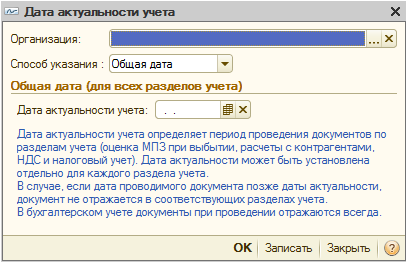 Дата актуальности учета
Организация:
...
Способ указания : Общая дата
Общая дата (для всех разделов учета)
Дата актуальности учета: . .
Дата актуальности учета определяет период проведения документов по
разделам учета (оценка МПЗ при выбытии, расчеты с контрагентами,
НДС и налоговый учет). Дата актуальности может быть установлена
отдельно для каждого раздела учета.
В случае, если дата проводимого документа позже даты актуальности,
документ не отражается в соответствующих разделах учета.
В бухгалтерском учете документы при проведении отражаются всегда.
OK Записать Закрыть ?